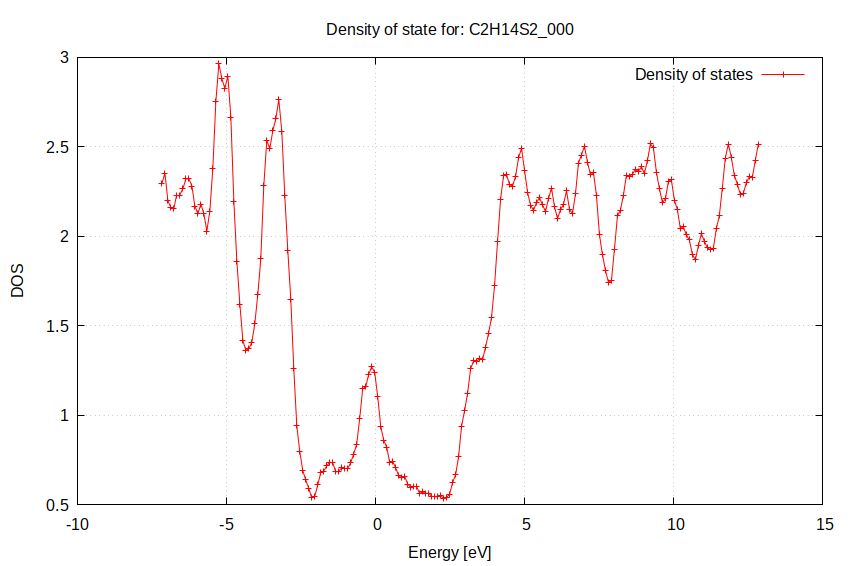 Density of state for: C2H14S2_000
Density of states
3
2.5
2
1.5
1
0.5
DOS
-10 -5 0 5 10 15
Energy [eV]